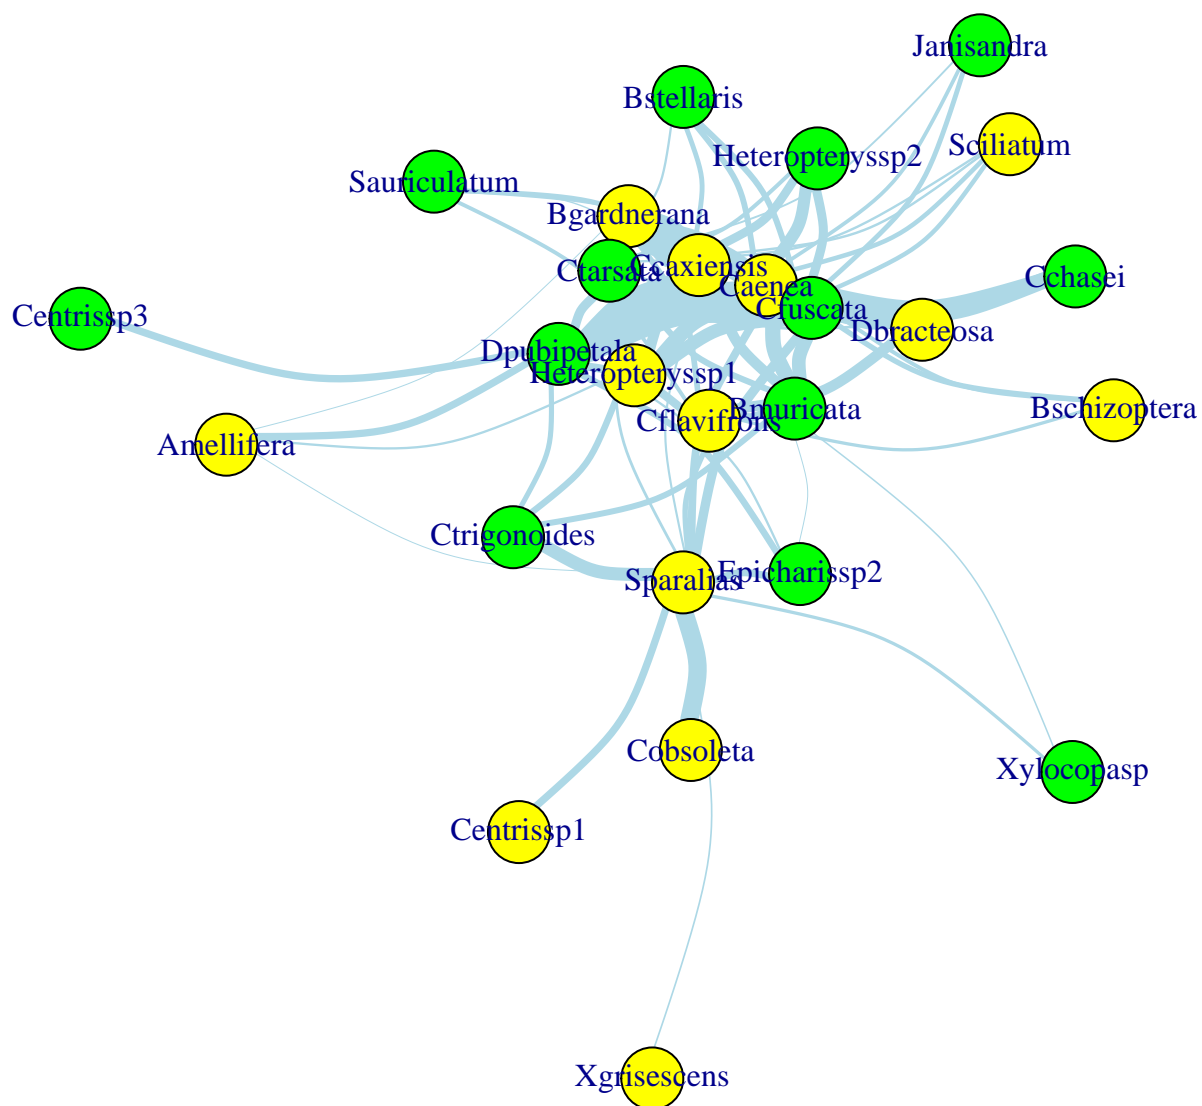 Janisandra
Bstellaris
Sciliatum
Heteropteryssp2
Sauriculatum
Bgardnerana
Ccaxiensis
Ctarsata
Cchasei
Caenea
Cfuscata
Centrissp3
Dbracteosa
Dpubipetala
Heteropteryssp1
Bschizoptera
Bmuricata
Cflavifrons
Amellifera
Ctrigonoides
Epicharissp2
Sparalias
Cobsoleta
Xylocopasp
Centrissp1
Xgrisescens